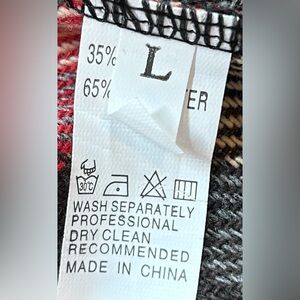 35%
L
65%
ER
30°C
WASH SEPARATELY
PROFESSIONAL
DRY CLEAN
RECOMMENDED
MADE IN CHINA